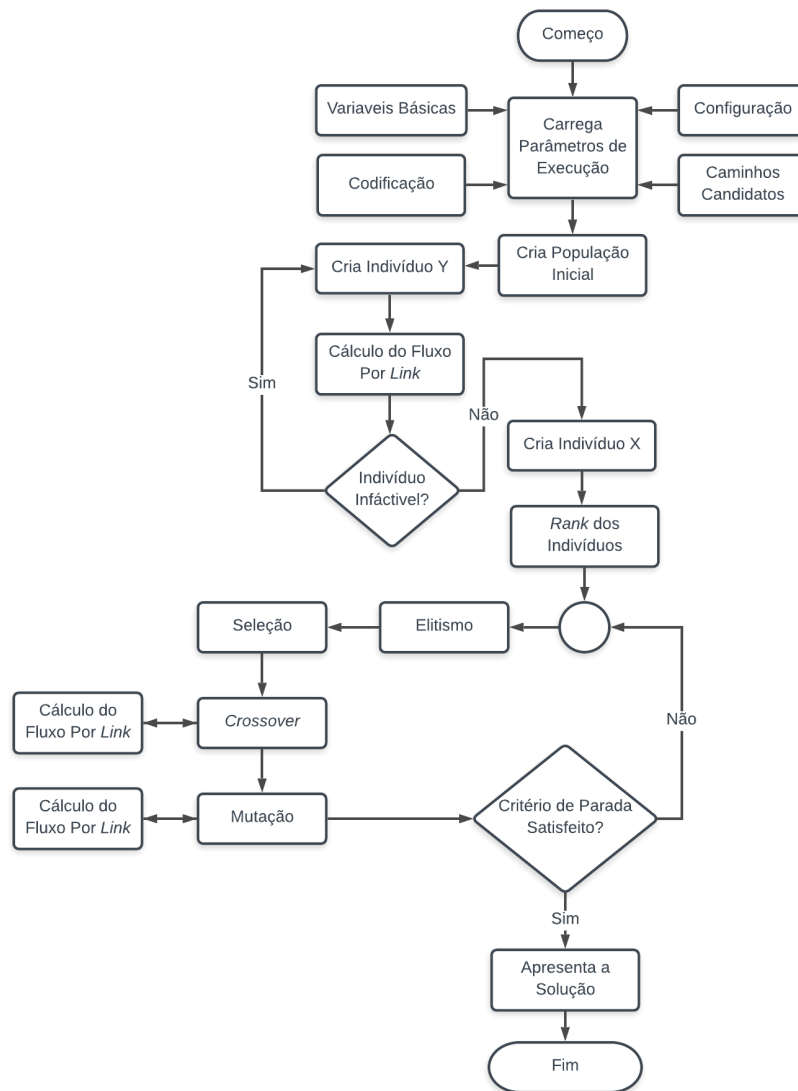 Começo
Variaveis Básicas
Carrega
Parâmetros de
Execução
Configuração
Codificação
Caminhos
Candidatos
Cria População
Inicial
Cria Indivíduo Y
Cálculo do Fluxo
Por Link
Sim
Não
Indivíduo
Infáctivel?
Cria Indivíduo X
Rank dos
Indivíduos
Elitismo
Seleção
Cálculo do
Fluxo Por Link
Crossover
Não
Cálculo do
Fluxo Por Link
Mutação
Critério de Parada
Satisfeito?
Sim
Apresenta a
Solução
Fim